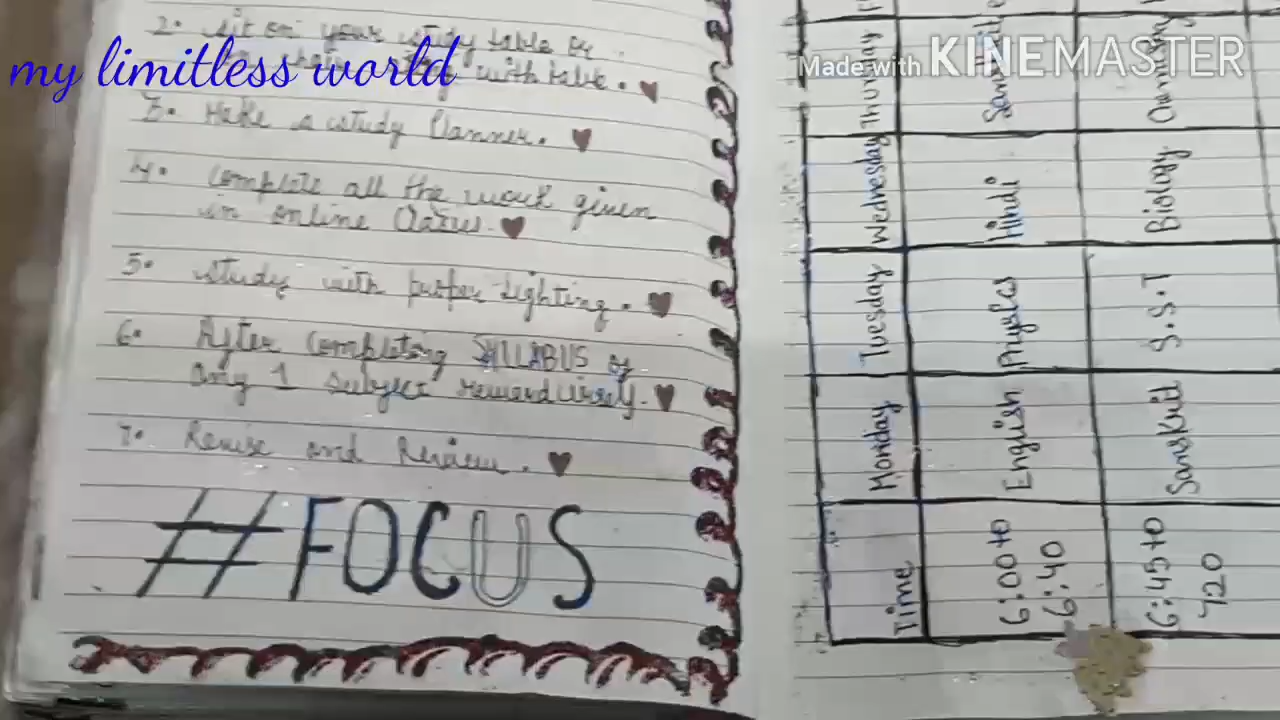 2. sit on your study table or
with table.
my limitless world
3. Make a study Planner.
4. Complete all the work given
in online Classes.
5. study with proper lighting.
6. After Completing SYLLABUS of
any 1 subject reward
7. Revise and Review.
#FOCUS
Made with KINEMASTER
Time Monday Tuesday Wednesday Thursday
6:00 to
6:40 English Physics Hindi
6:45 to
720 Sanskrit S.S.T Biology